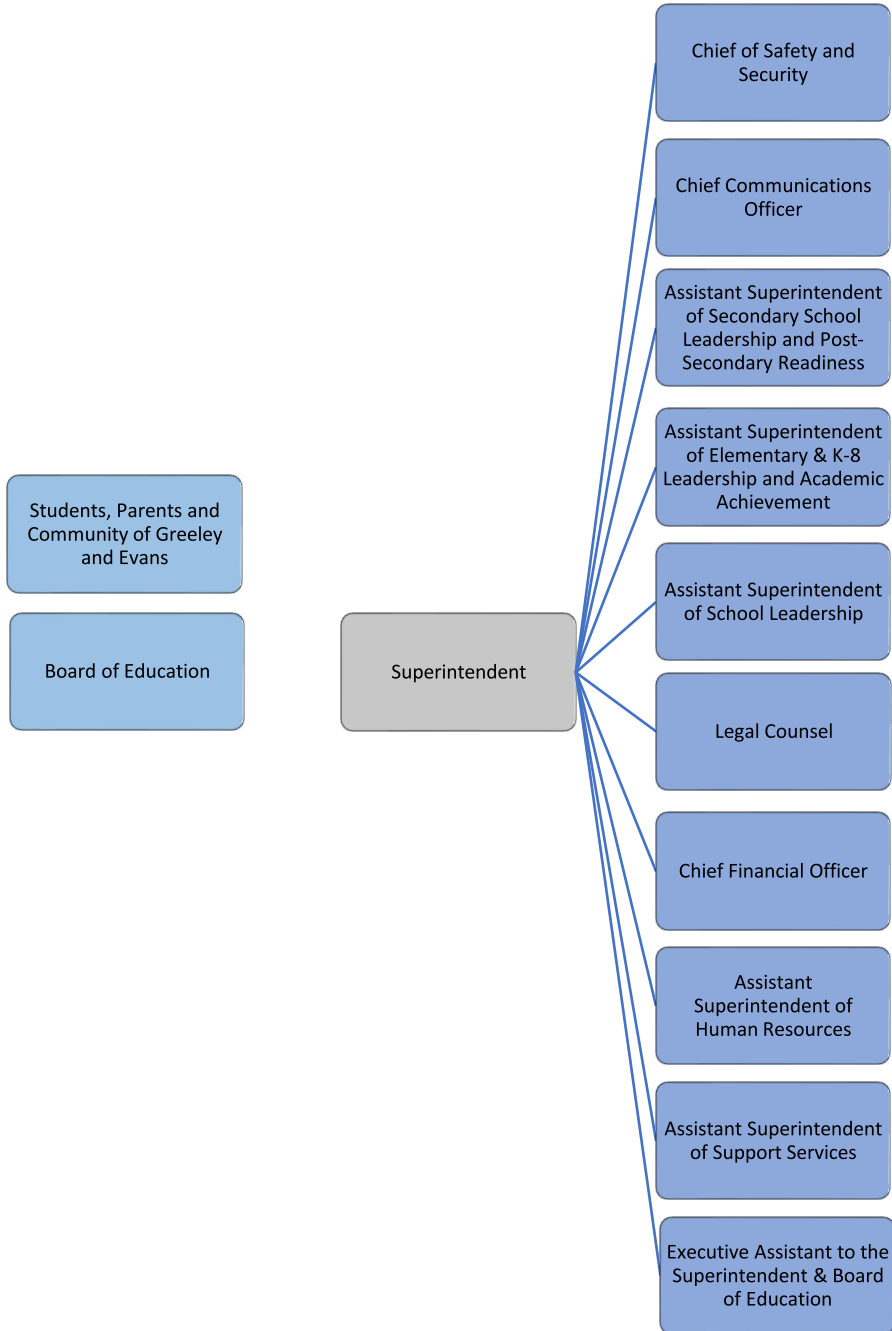 Chief of Safety and
Security
Chief Communications
Officer
Assistant Superintendent
of Secondary School
Leadership and Post-
Secondary Readiness
Assistant Superintendent
of Elementary & K-8
Leadership and Academic
Achievement
Students, Parents and
Community of Greeley
and Evans
Assistant Superintendent
of School Leadership
Board of Education
Superintendent
Legal Counsel
Chief Financial Officer
Assistant
Superintendent of
Human Resources
Assistant Superintendent
of Support Services
Executive Assistant to the
Superintendent & Board
of Education